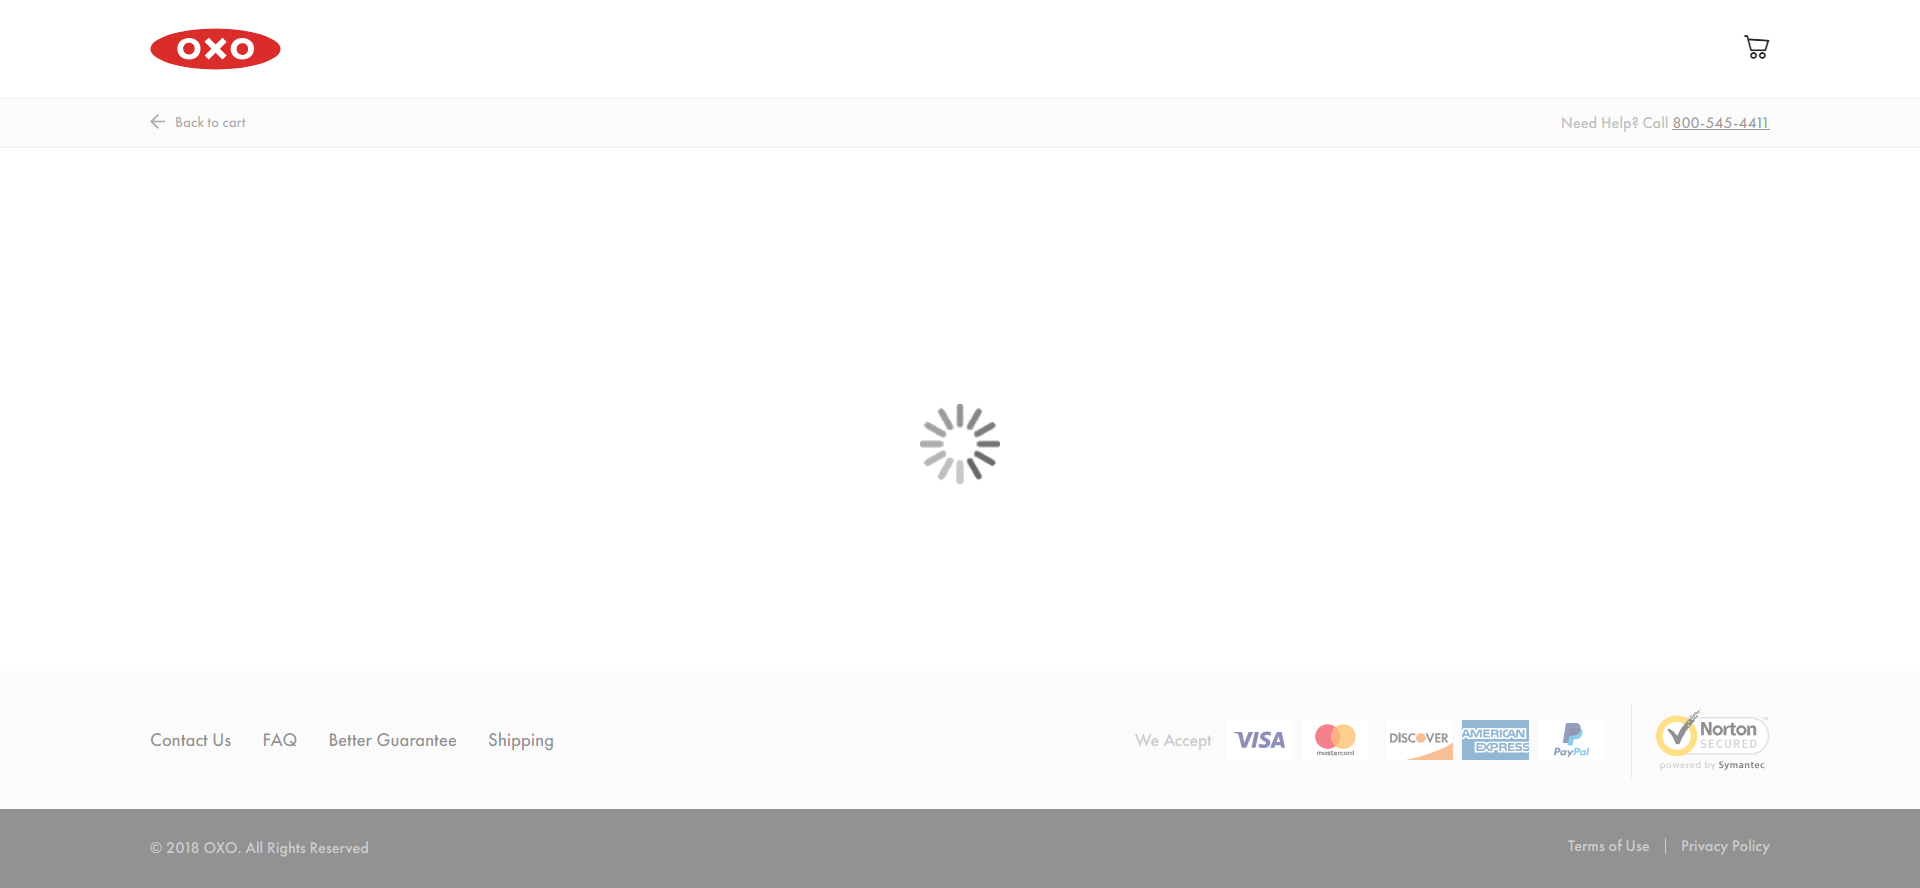 OXO
Back to cart
Need Help? Call 800-545-4411
Contact Us
FAQ
Better Guarantee
Shipping
We Accept
VISA
mastercard
DISCOVER
AMERICAN
EXPRESS
PayPal
Norton
SECURED
powered by Symantec
© 2018 OXO. All Rights Reserved
Terms of Use
Privacy Policy